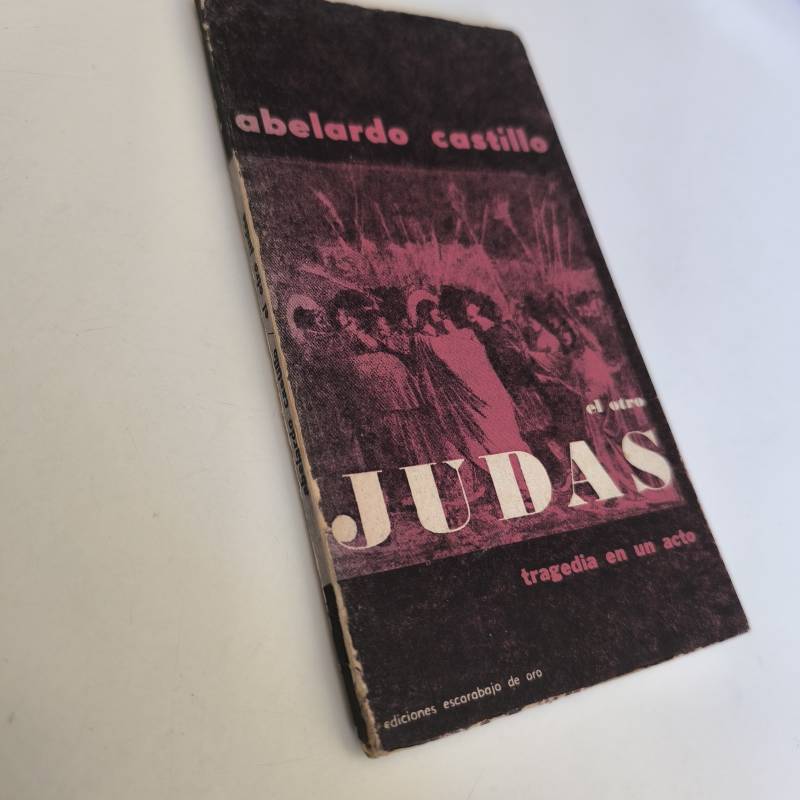 abelardo castillo
el otro
JUDAS
tragedia en un acto
ediciones escarabajo de oro